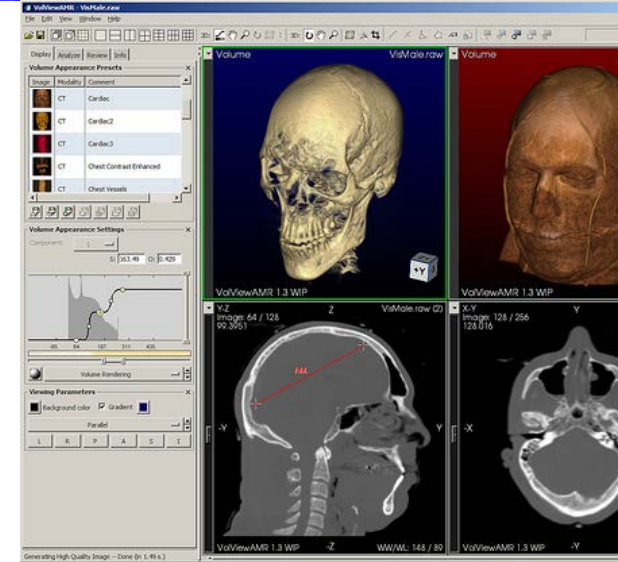 VolViewAMR - VisMale.raw
File Edit View Window Help
Display Analyze Review Info
Volume Appearance Presets
Image Modality Comment
CT Cardiac
CT Cardiac2
CT Cardiac3
CT Chest Contrast Enhanced
CT Chest Vessels
Volume Appearance Settings
Component: 1
S: 163.49 O: 0.429
Volume Rendering
Viewing Parameters
Background color Gradient
Parallel
L R P A S I
Generating High Quality Image -- Done (in 1.49 s.)
Volume VisMale.raw
+Y
VolViewAMR 1.3 WIP
Volume
VolViewAMR 1.3 WIP
Y-Z Z VisMale.raw (2)
Image: 64 / 128
99.3951
-Y Y
VolViewAMR 1.3 WIP -Z WW/WL: 143 / 89
X-Y Y
Image: 128 / 256
128.016
-X
VolViewAMR 1.3 WIP -Y